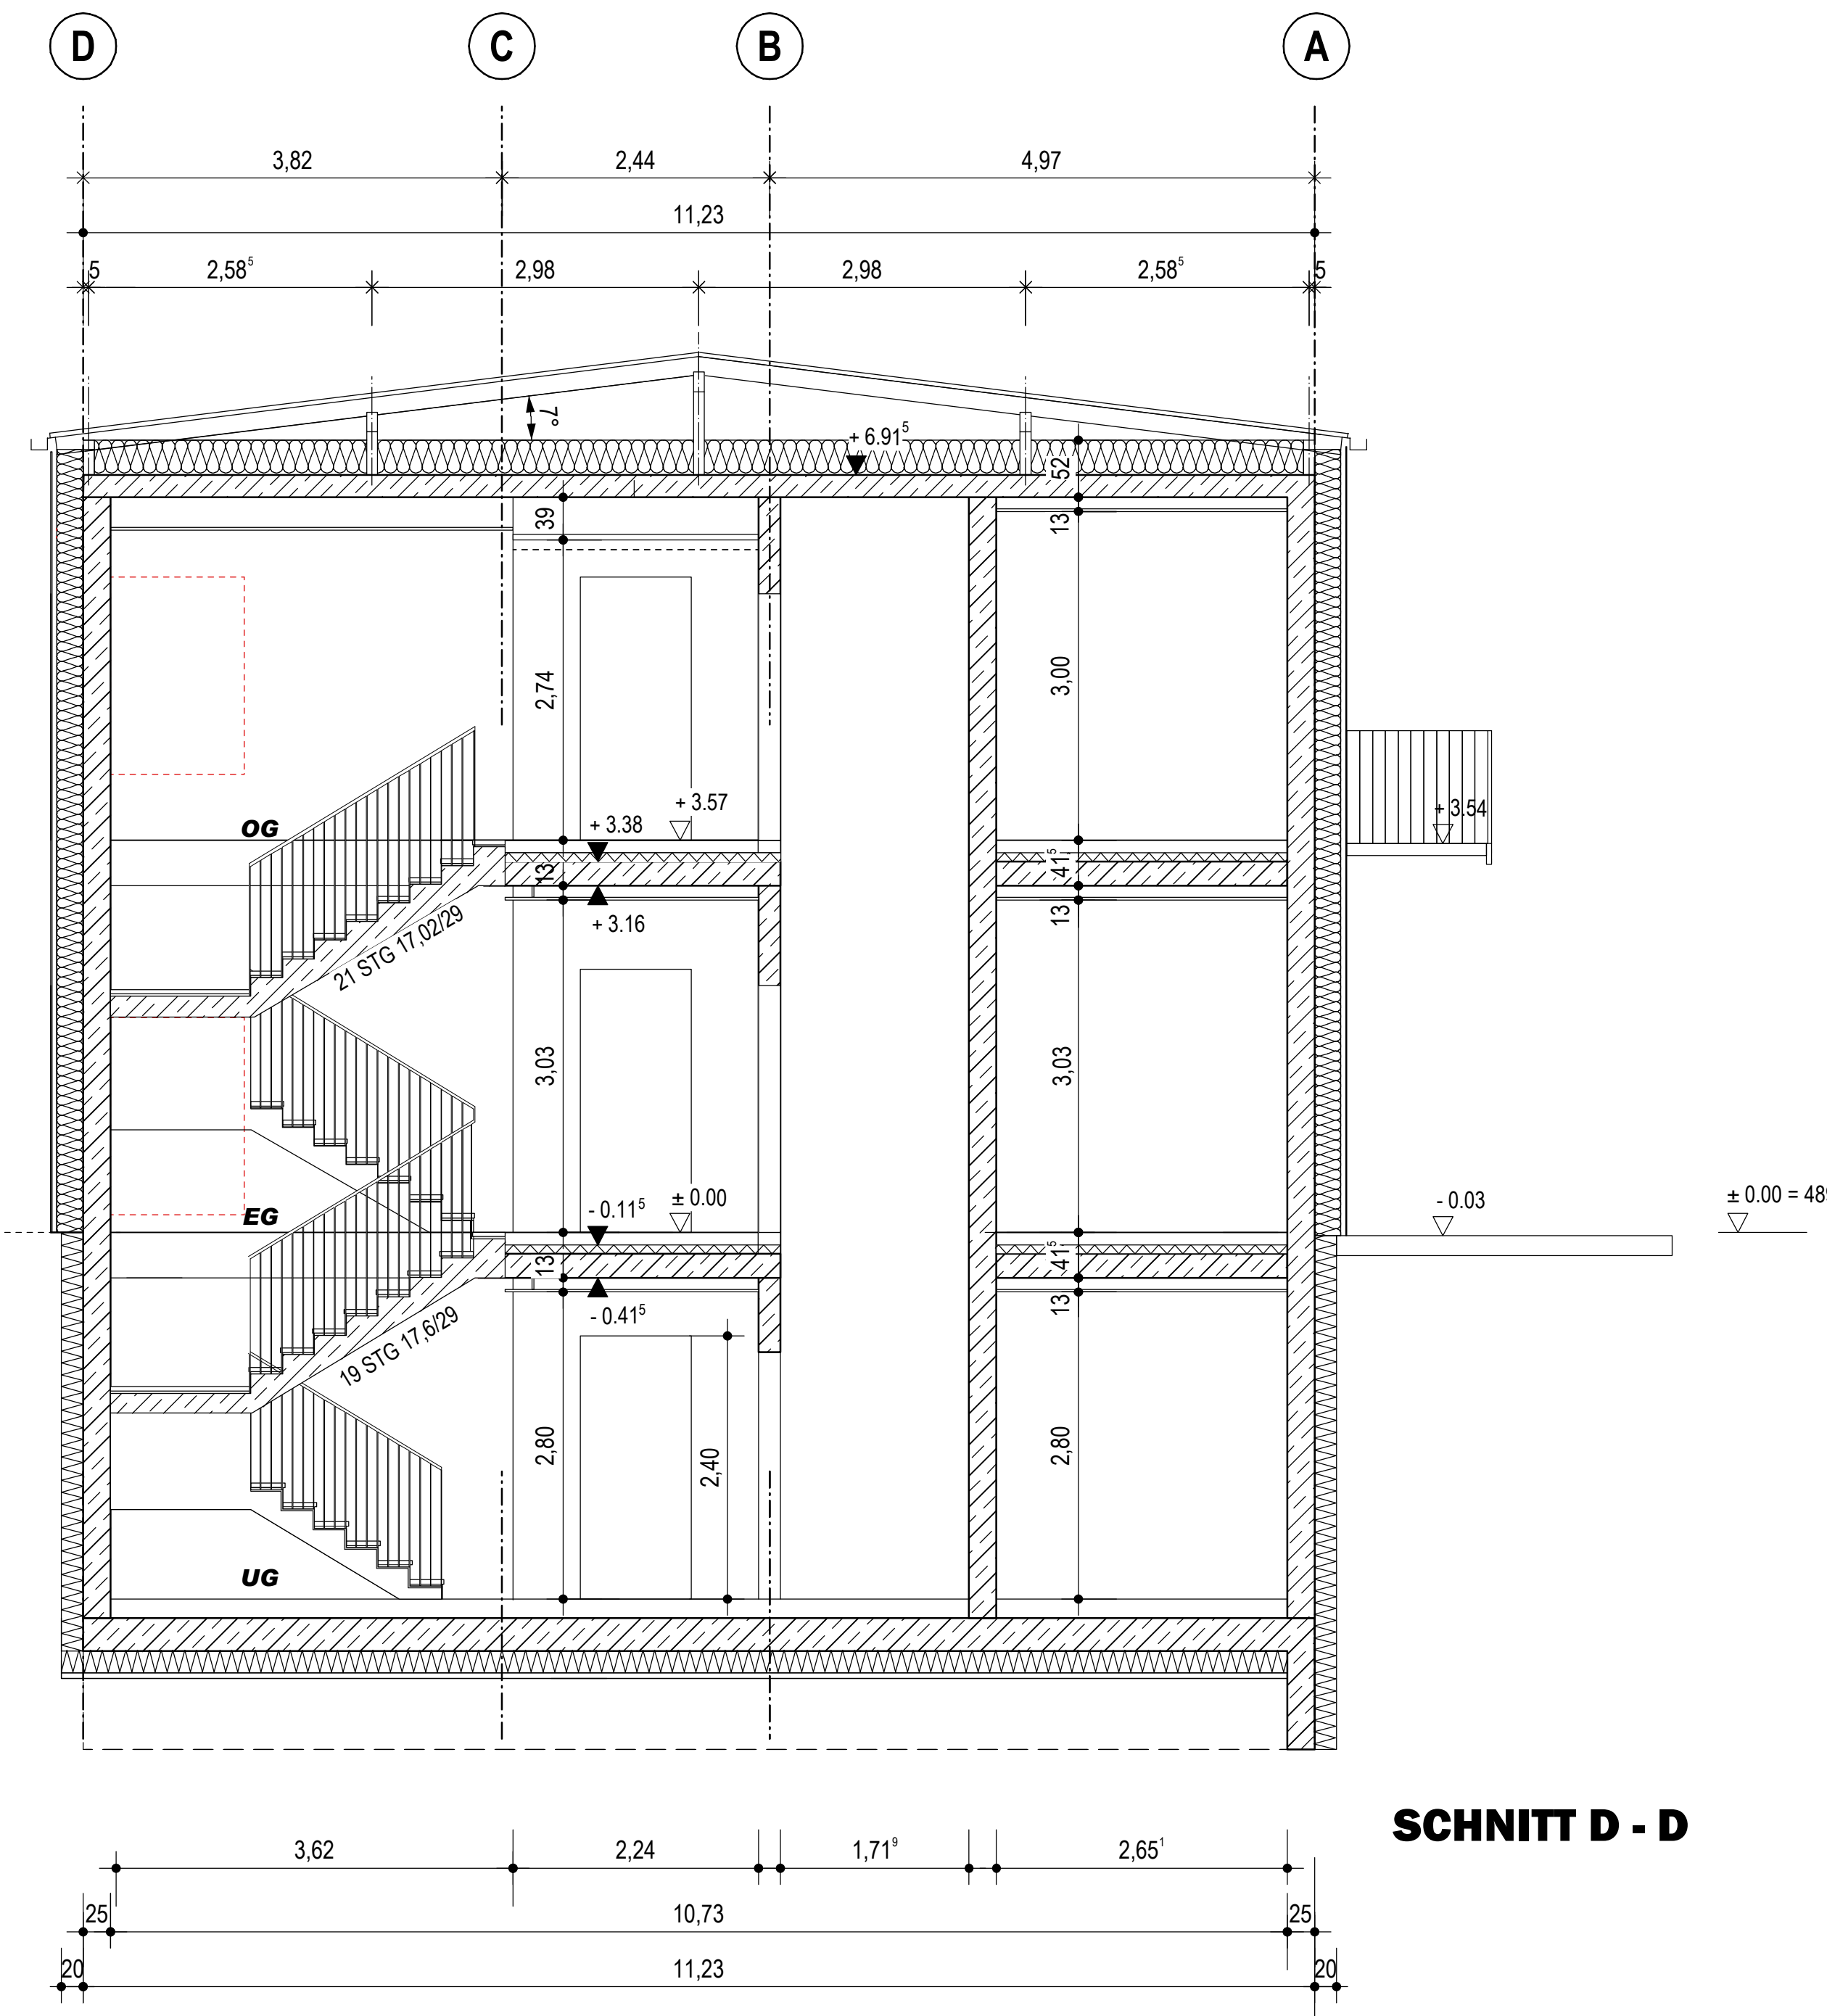 D C B A
3,82 2,44 4,97
11,23
5 2,58⁵ 2,98 2,98 2,58⁵ 5
7°
+ 6.91⁵
52
39
13
2,74
3,00
+ 3.57
+ 3.54
OG
+ 3.38
13
41⁵
13
+ 3.16
21 STG 17,02/29
3,03
3,03
± 0.00
- 0.03
± 0.00 = 48
EG
- 0.11⁵
13
41⁵
13
- 0.41⁵
19 STG 17,6/29
2,80
2,40
2,80
UG
SCHNITT D - D
3,62 2,24 1,71⁹ 2,65¹
25 10,73 25
20 11,23 20